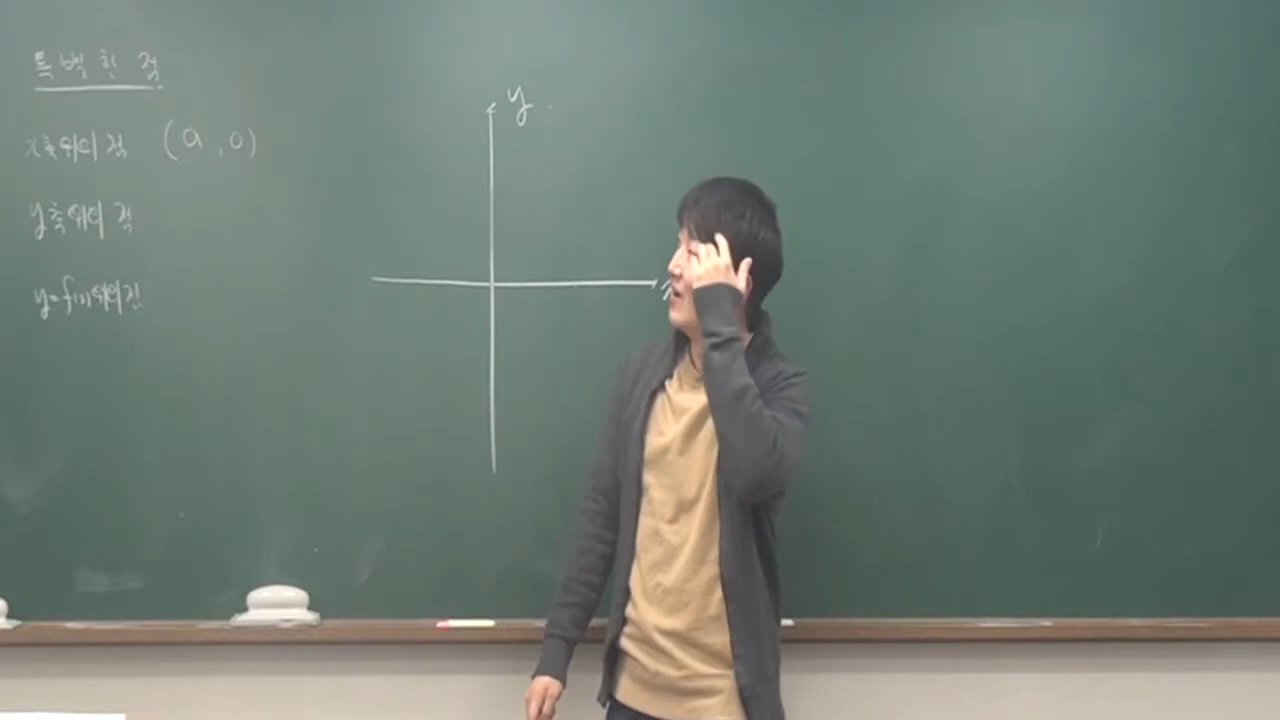 특별한 점
x축위의 점 (a, 0)
y축위의 점
y=f(x)위의 점
y